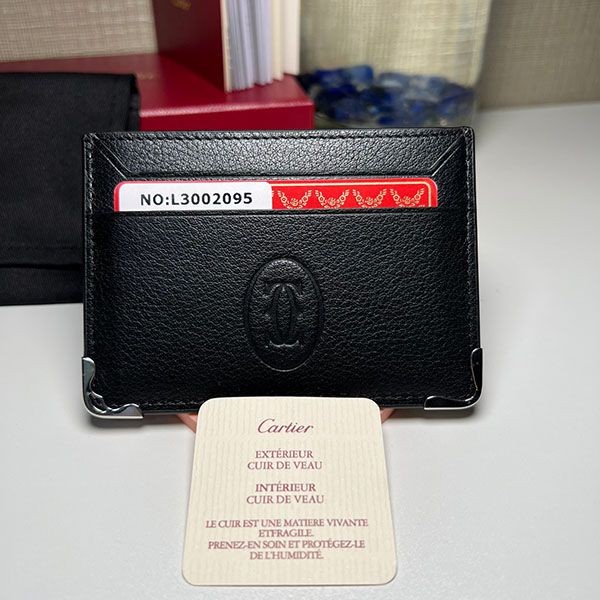 NO:L3002095
Cartier
EXTÉRIEUR
CUIR DE VEAU
INTÉRIEUR
CUIR DE VEAU
LE CUIR EST UNE MATIERE VIVANTE
ETFRAGILE.
PRENEZ-EN SOIN ET PROTÉGEZ-LE
DE L'HUMIDITÉ.